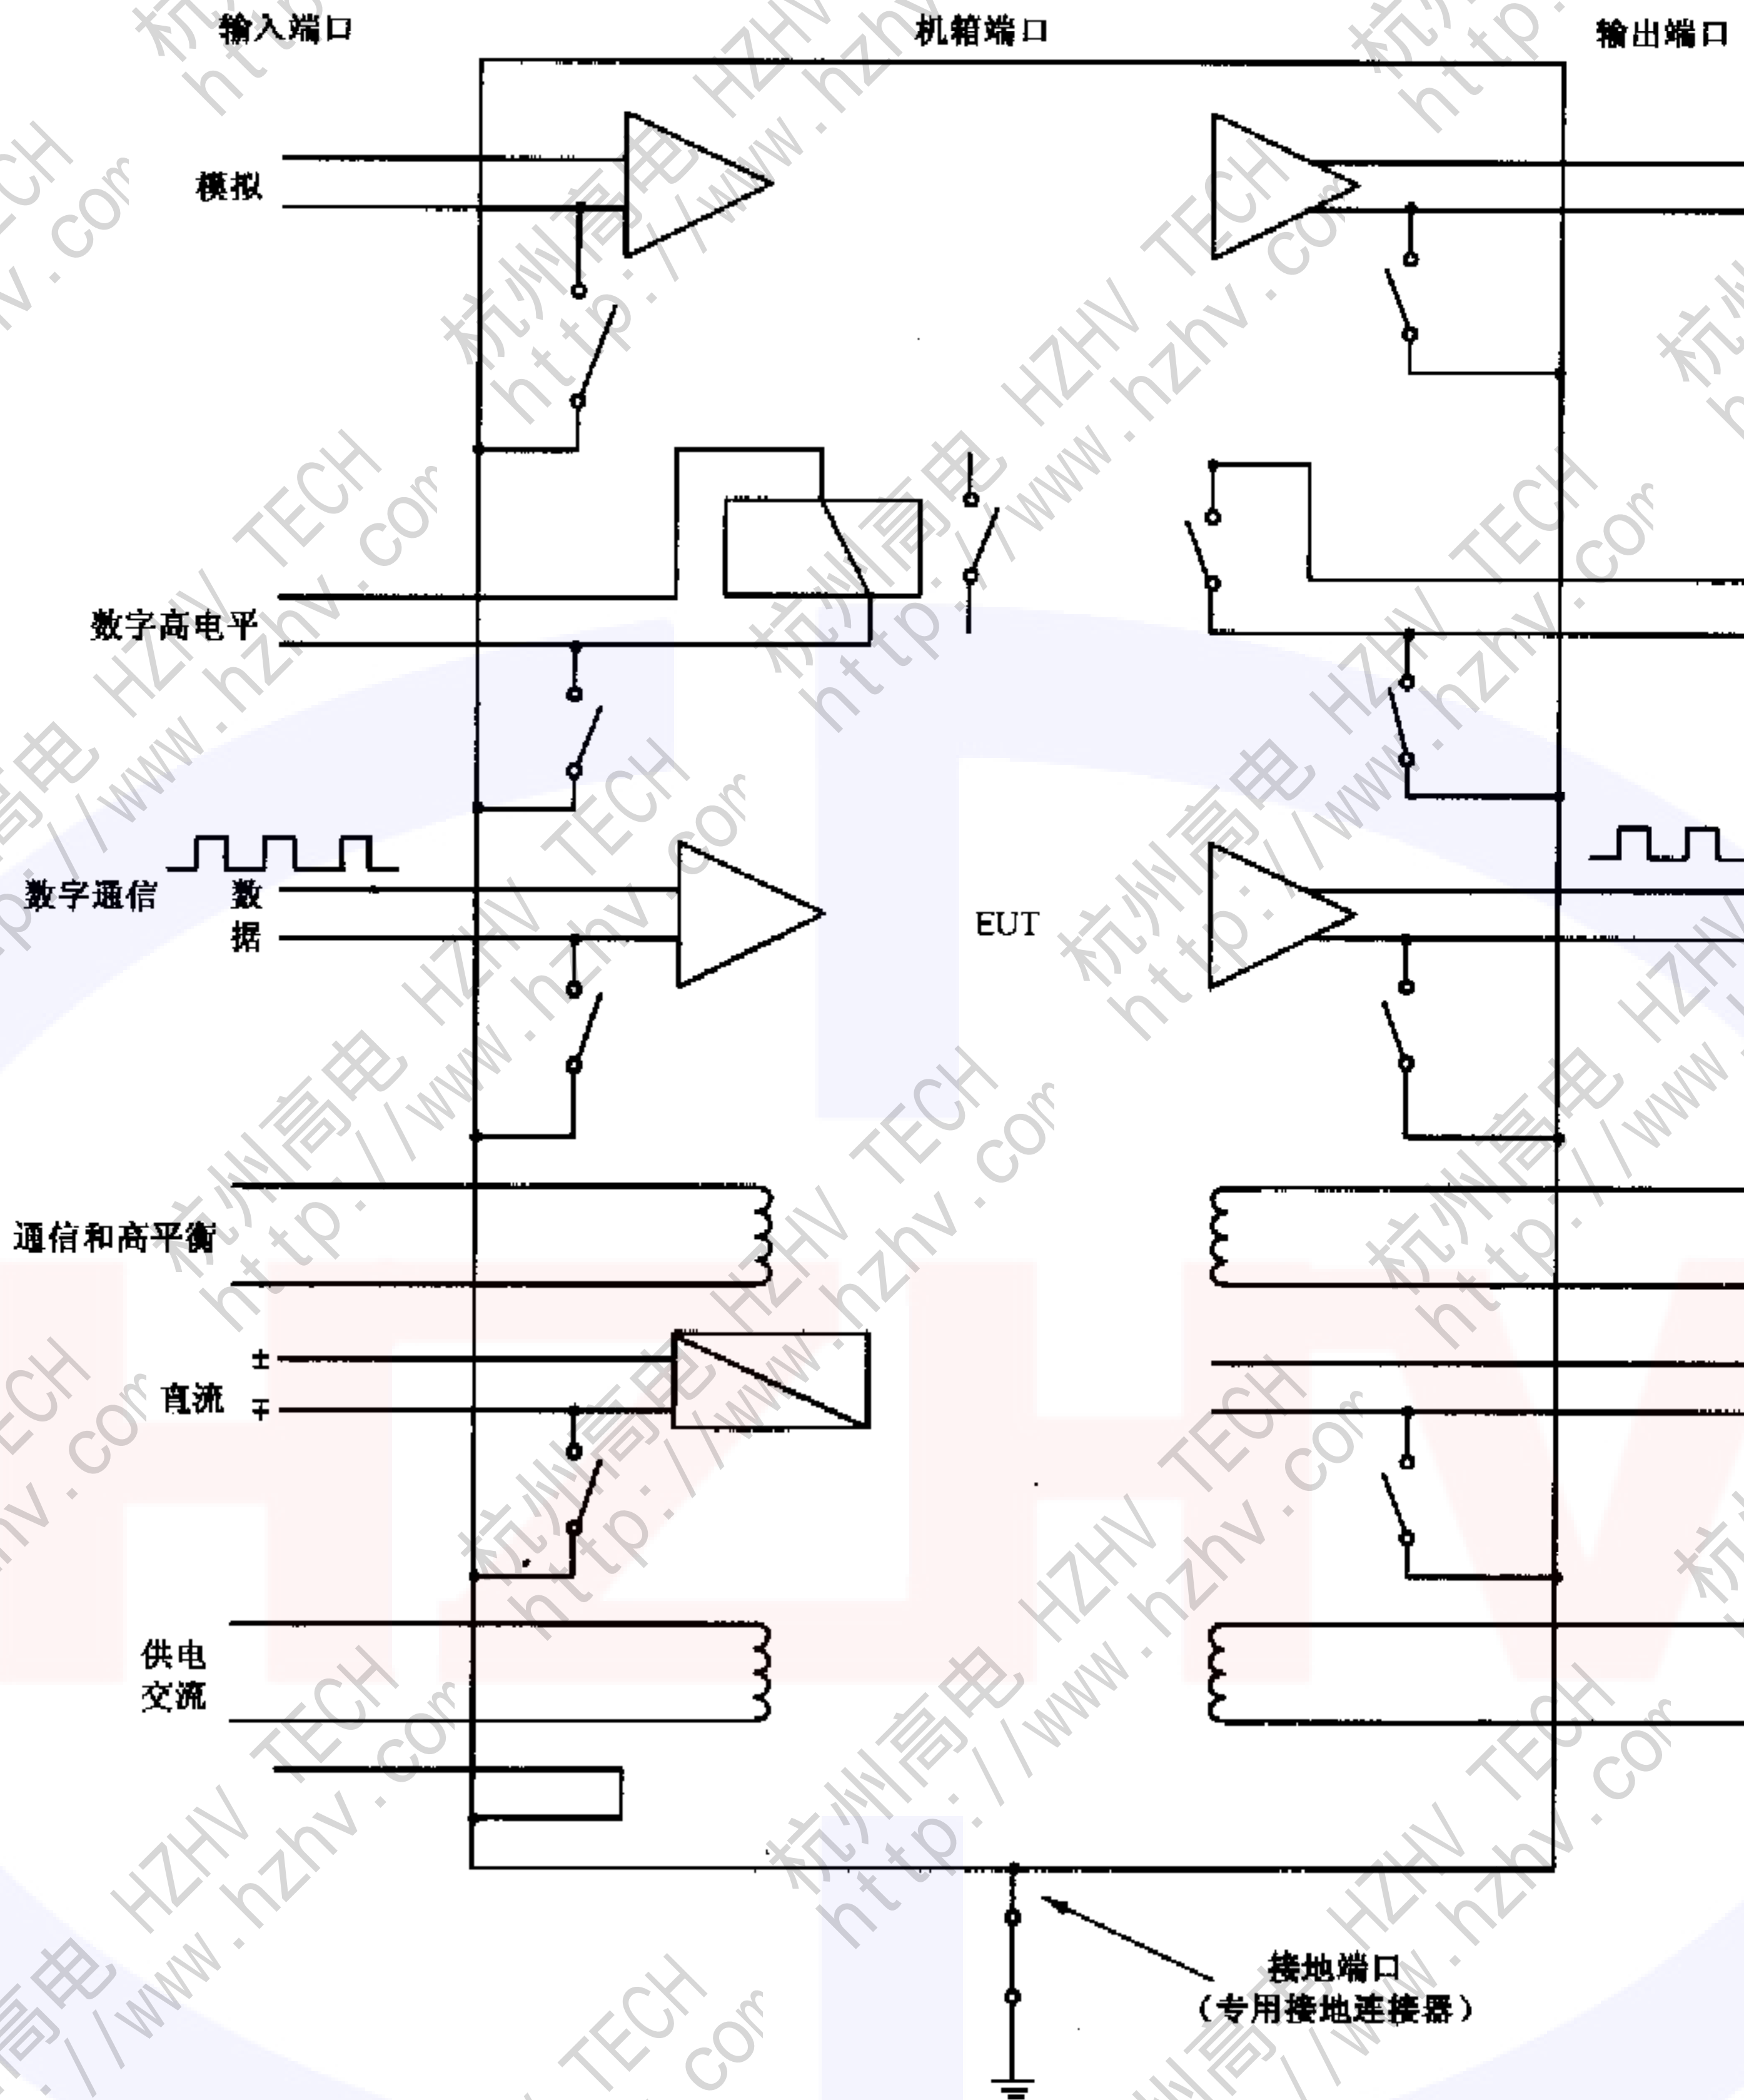 输入端口
机箱端口
输出端口
模拟
数字高电平
数字通信 数
据
EUT
通信和高平衡
±
直流 ∓
供电
交流
接地端口
（专用接地连接器）
杭州高电 HZHV TECH
http://www.hzhv.com
HZHV